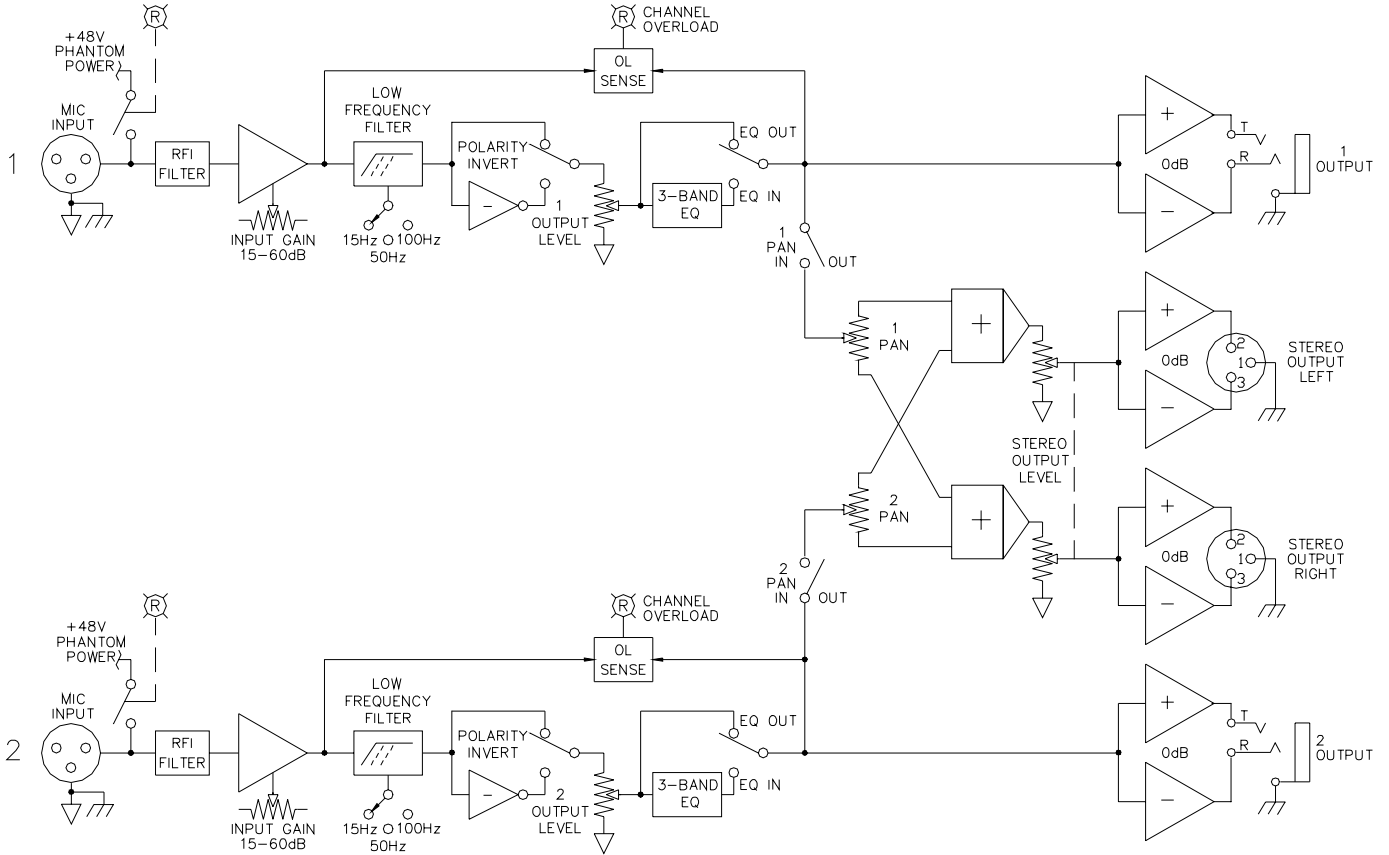 R
CHANNEL
OVERLOAD
+48V
PHANTOM
POWER
OL
SENSE
MIC
INPUT
LOW
FREQUENCY
FILTER
1
RFI
FILTER
POLARITY
INVERT
EQ OUT
3-BAND
EQ
EQ IN
INPUT GAIN
15-60dB
15Hz
100Hz
50Hz
1
OUTPUT
LEVEL
+
0dB
-
T
R
1
OUTPUT
1
PAN
IN
OUT
1
PAN
+
+
0dB
-
2
1
3
STEREO
OUTPUT
LEFT
STEREO
OUTPUT
LEVEL
2
PAN
+
+
0dB
-
2
1
3
STEREO
OUTPUT
RIGHT
2
PAN
IN
OUT
R
R
CHANNEL
OVERLOAD
+48V
PHANTOM
POWER
OL
SENSE
MIC
INPUT
LOW
FREQUENCY
FILTER
2
RFI
FILTER
POLARITY
INVERT
EQ OUT
3-BAND
EQ
EQ IN
INPUT GAIN
15-60dB
15Hz
100Hz
50Hz
2
OUTPUT
LEVEL
+
0dB
-
T
R
2
OUTPUT